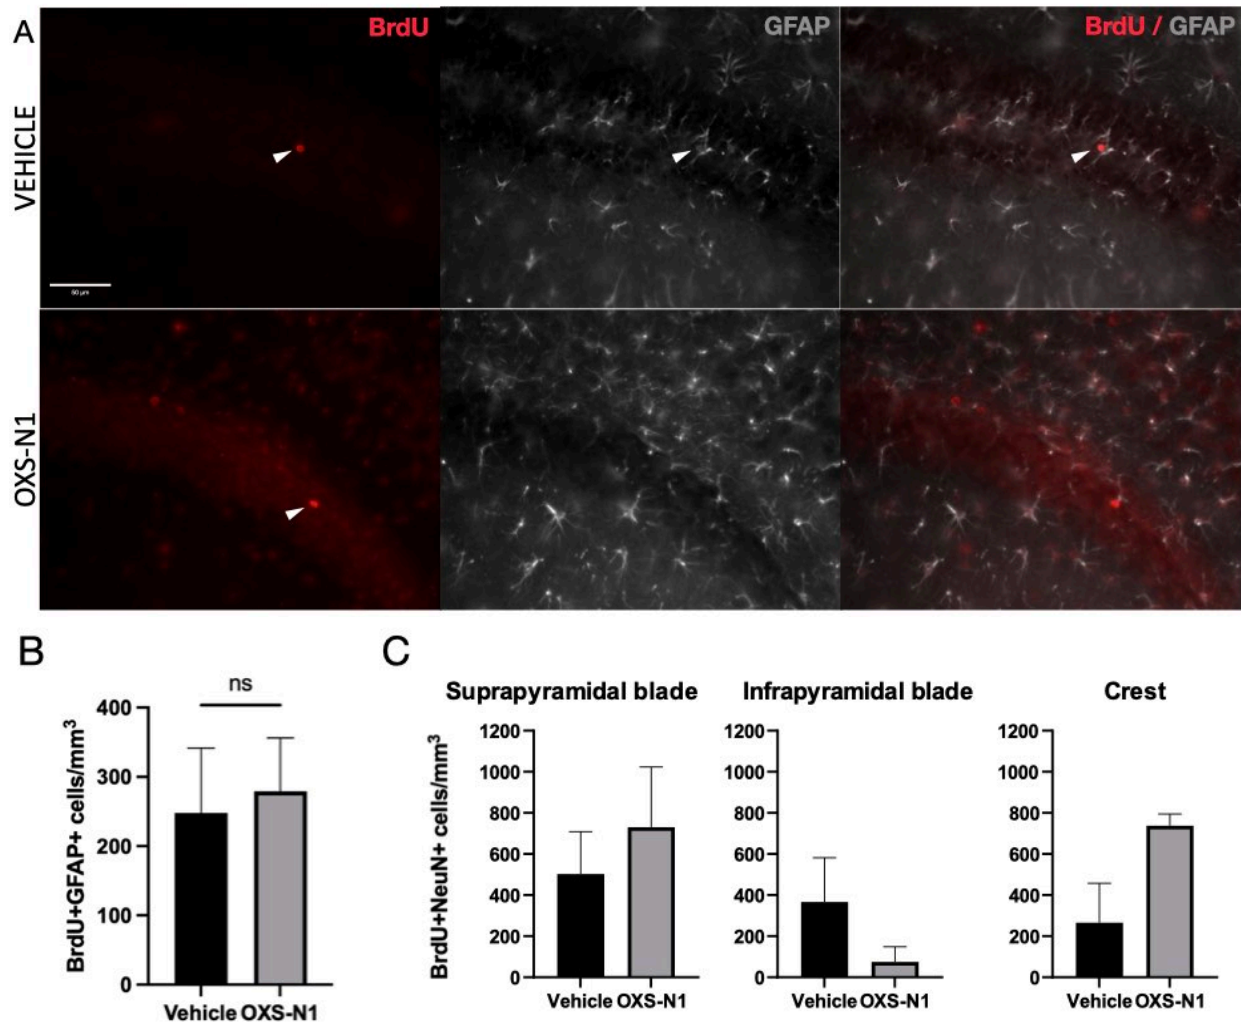 A
BrdU
GFAP
BrdU / GFAP
VEHICLE
50 µm
OXS-N1
B
ns
BrdU+GFAP+ cells/mm³
400
300
200
100
0
Vehicle OXS-N1
C
Suprapyramidal blade
BrdU+NeuN+ cells/mm³
1200
1000
800
600
400
200
0
Vehicle OXS-N1
Infrapyramidal blade
1200
1000
800
600
400
200
0
Vehicle OXS-N1
Crest
1200
1000
800
600
400
200
0
Vehicle OXS-N1